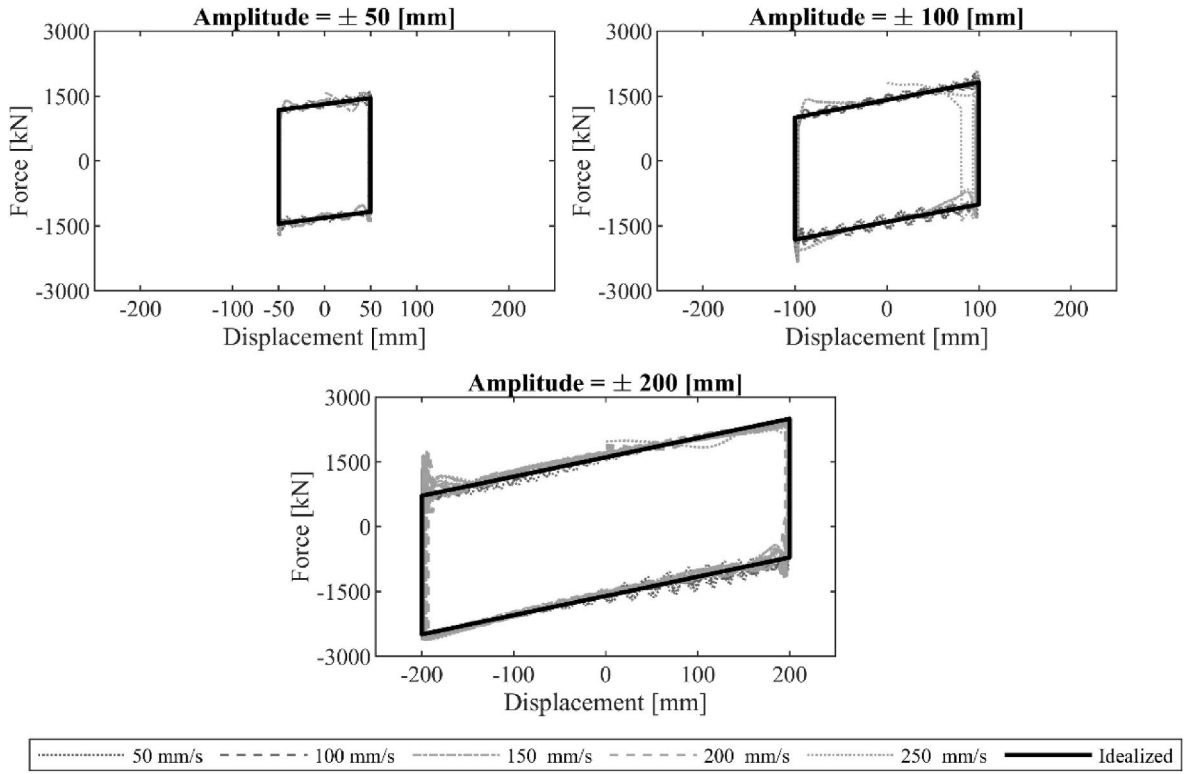 Amplitude = ± 50 [mm]
3000
1500
0
-1500
-3000
Force [kN]
-200 -100 -50 0 50 100 200
Displacement [mm]
Amplitude = ± 100 [mm]
3000
1500
0
-1500
-3000
Force [kN]
-200 -100 0 100 200
Displacement [mm]
Amplitude = ± 200 [mm]
3000
1500
0
-1500
-3000
Force [kN]
-200 -100 0 100 200
Displacement [mm]
50 mm/s 100 mm/s 150 mm/s 200 mm/s 250 mm/s Idealized